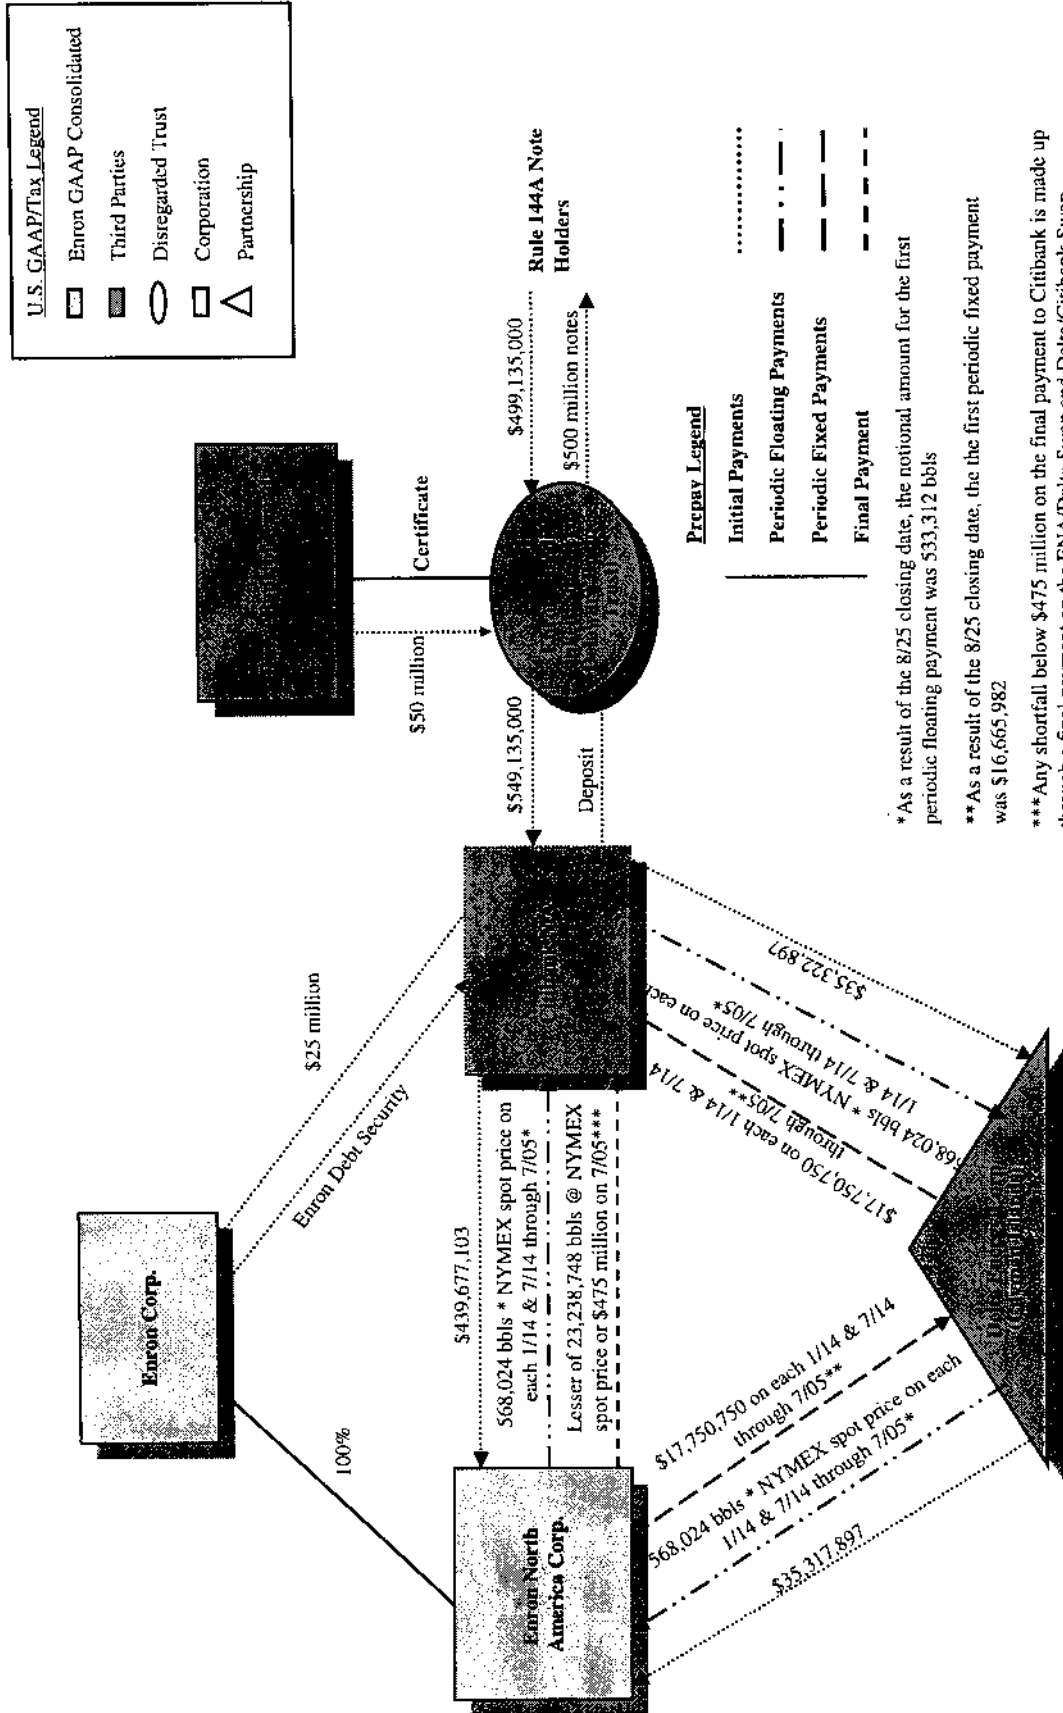 U.S. GAAP/Tax Legend
Enron GAAP Consolidated
Third Parties
Disregarded Trust
Corporation
Partnership
Enron Corp.
100%
$25 million
Enron Debt Security
$50 million
Certificate
Enron North
America Corp.
$439,677,103
568,024 bbls * NYMEX spot price on
each 1/14 & 7/14 through 7/05*
Lesser of 23,238,748 bbls @ NYMEX
spot price or $475 million on 7/05***
$549,135,000
Deposit
$499,135,000
$500 million notes
Rule 144A Note
Holders
$17,750,750 on each 1/14 & 7/14
through 7/05**
568,024 bbls * NYMEX spot price on each
1/14 & 7/14 through 7/05*
$35,317,897
$17,750,750 on each 1/14 & 7/14
through 7/05**
68,024 bbls * NYMEX spot price on each
1/14 & 7/14 through 7/05*
$35,322,897
Prepay Legend
Initial Payments
Periodic Floating Payments
Periodic Fixed Payments
Final Payment
*As a result of the 8/25 closing date, the notional amount for the first
periodic floating payment was 533,312 bbls
**As a result of the 8/25 closing date, the the first periodic fixed payment
was $16,665,982
***Any shortfall below $475 million on the final payment to Citibank is made up